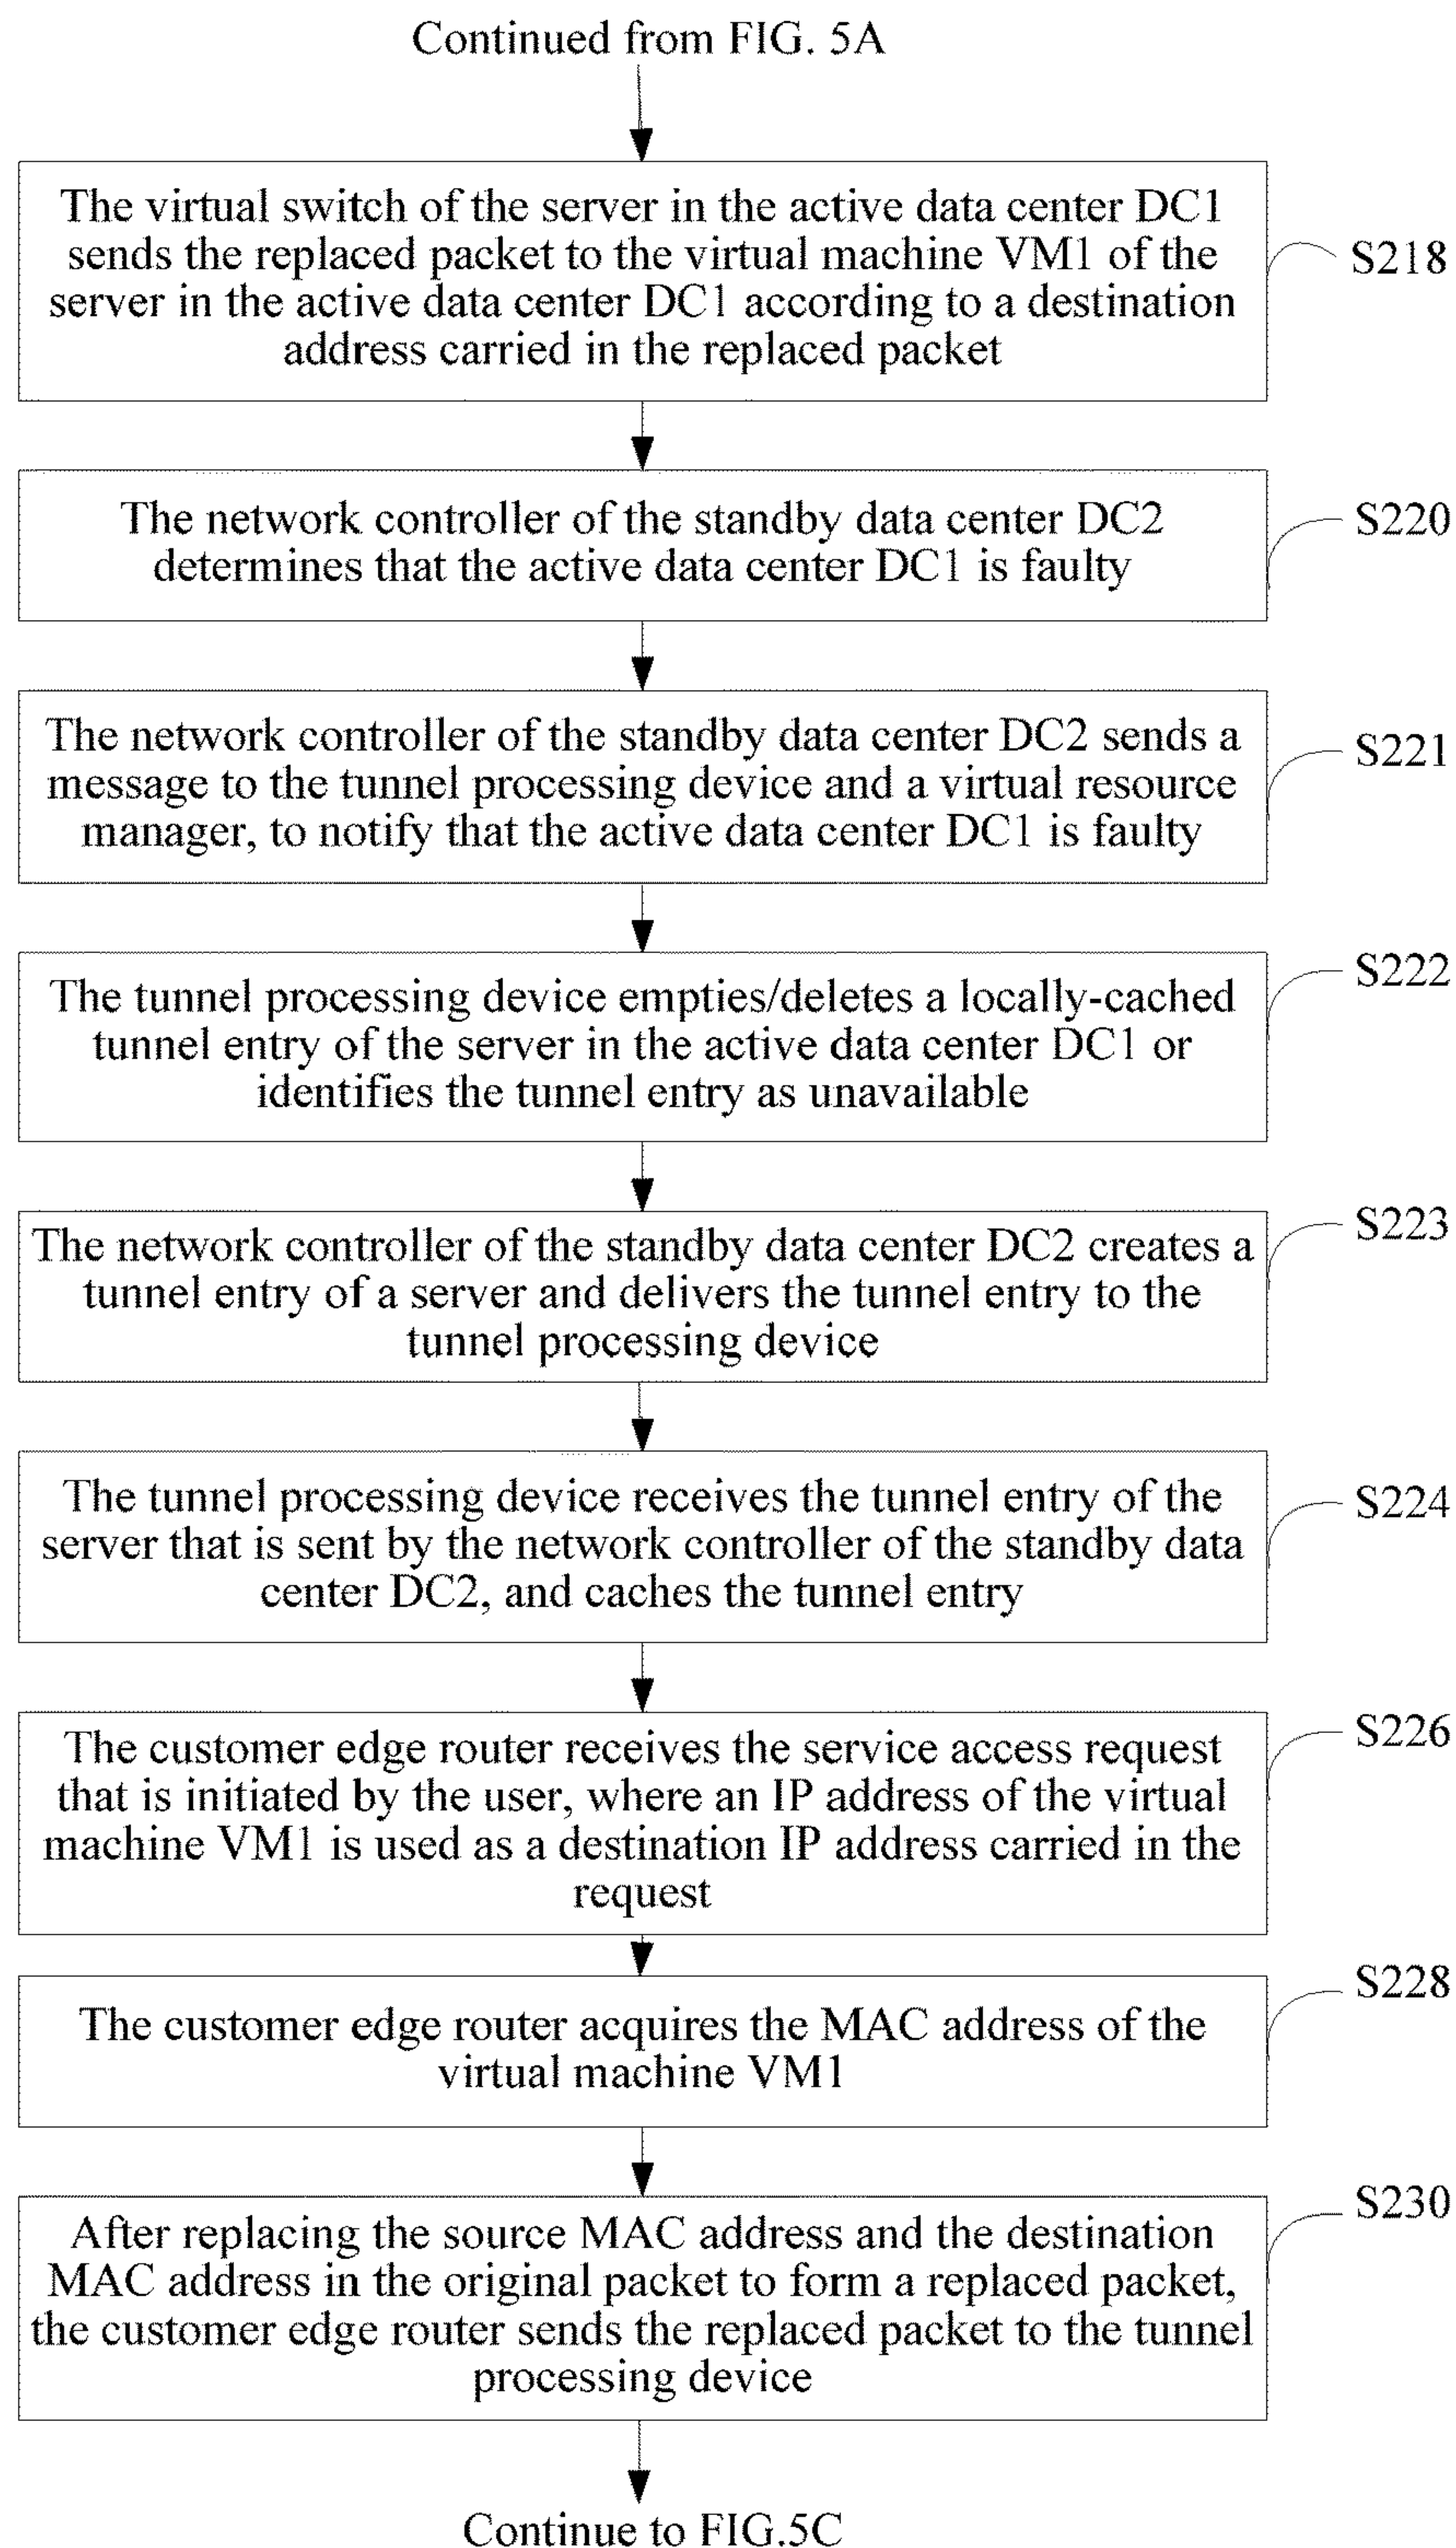 Continued from FIG. 5A
The virtual switch of the server in the active data center DC1
sends the replaced packet to the virtual machine VM1 of the
server in the active data center DC1 according to a destination
address carried in the replaced packet
S218
The network controller of the standby data center DC2
determines that the active data center DC1 is faulty
S220
The network controller of the standby data center DC2 sends a
message to the tunnel processing device and a virtual resource
manager, to notify that the active data center DC1 is faulty
S221
The tunnel processing device empties/deletes a locally-cached
tunnel entry of the server in the active data center DC1 or
identifies the tunnel entry as unavailable
S222
The network controller of the standby data center DC2 creates a
tunnel entry of a server and delivers the tunnel entry to the
tunnel processing device
S223
The tunnel processing device receives the tunnel entry of the
server that is sent by the network controller of the standby data
center DC2, and caches the tunnel entry
S224
The customer edge router receives the service access request
that is initiated by the user, where an IP address of the virtual
machine VM1 is used as a destination IP address carried in the
request
S226
The customer edge router acquires the MAC address of the
virtual machine VM1
S228
After replacing the source MAC address and the destination
MAC address in the original packet to form a replaced packet,
the customer edge router sends the replaced packet to the tunnel
processing device
S230
Continue to FIG.5C